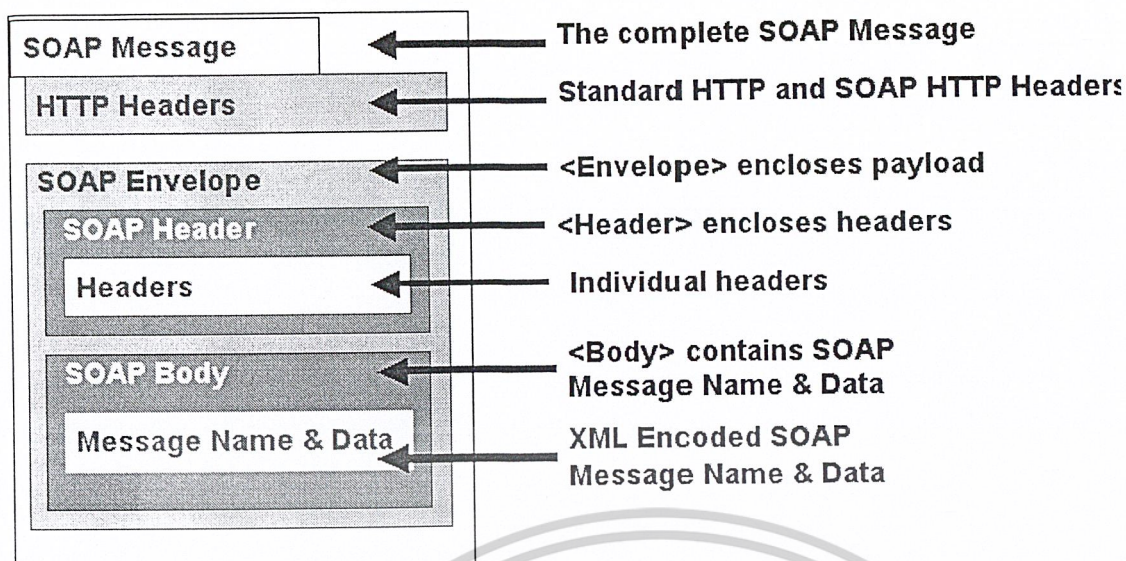 SOAP Message
The complete SOAP Message
HTTP Headers
Standard HTTP and SOAP HTTP Headers
SOAP Envelope
<Envelope> encloses payload
SOAP Header
<Header> encloses headers
Headers
Individual headers
SOAP Body
<Body> contains SOAP
Message Name & Data
Message Name & Data
XML Encoded SOAP
Message Name & Data